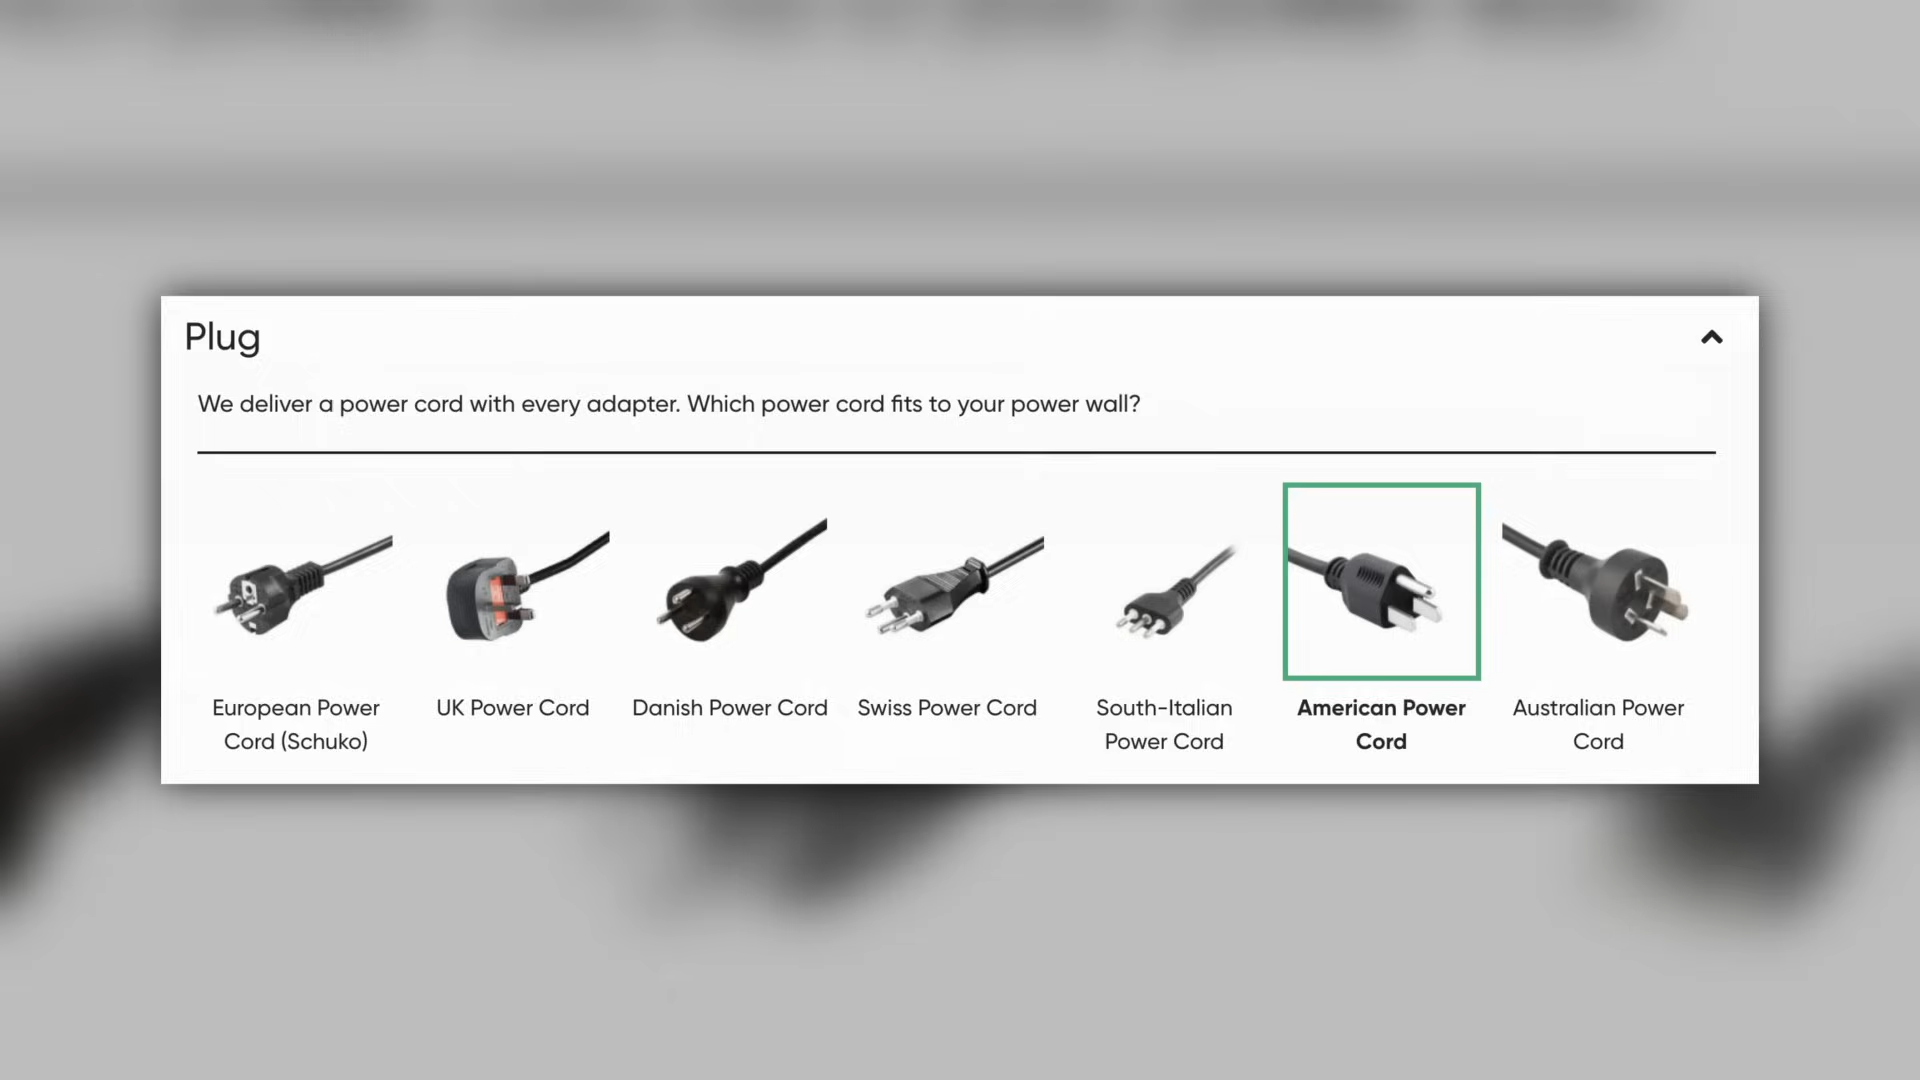 Plug
We deliver a power cord with every adapter. Which power cord fits to your power wall?
European Power
Cord (Schuko)
UK Power Cord
Danish Power Cord
Swiss Power Cord
South-Italian
Power Cord
American Power
Cord
Australian Power
Cord